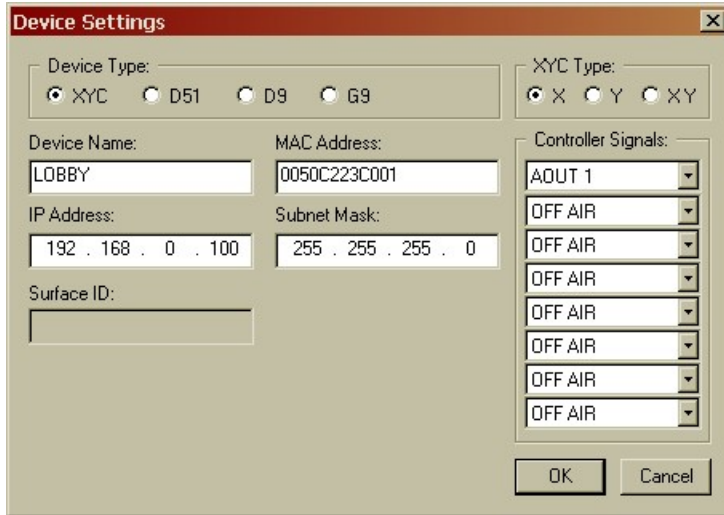 Device Settings
Device Type:
XYC D51 D9 G9
XYC Type:
X Y XY
Device Name:
LOBBY
MAC Address:
0050C223C001
IP Address:
192 . 168 . 0 . 100
Subnet Mask:
255 . 255 . 255 . 0
Surface ID:
Controller Signals:
AOUT 1
OFF AIR
OFF AIR
OFF AIR
OFF AIR
OFF AIR
OFF AIR
OFF AIR
OK Cancel